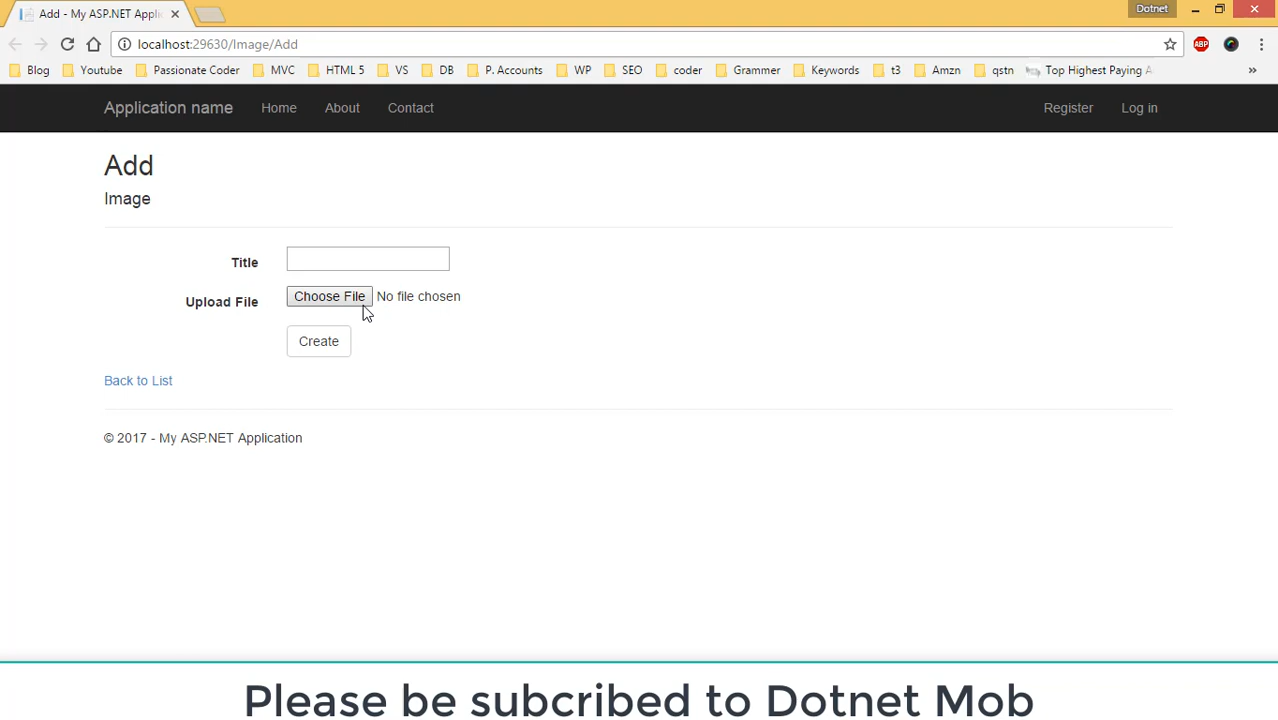 Add - My ASP.NET Applic
Dotnet
localhost:29630/Image/Add
ABP
Blog Youtube Passionate Coder MVC HTML 5 VS DB P. Accounts WP SEO coder Grammer Keywords t3 Amzn qstn Top Highest Paying A »
Application name Home About Contact Register Log in
Add
Image
Title
Upload File Choose File No file chosen
Create
Back to List
© 2017 - My ASP.NET Application
Please be subcribed to Dotnet Mob